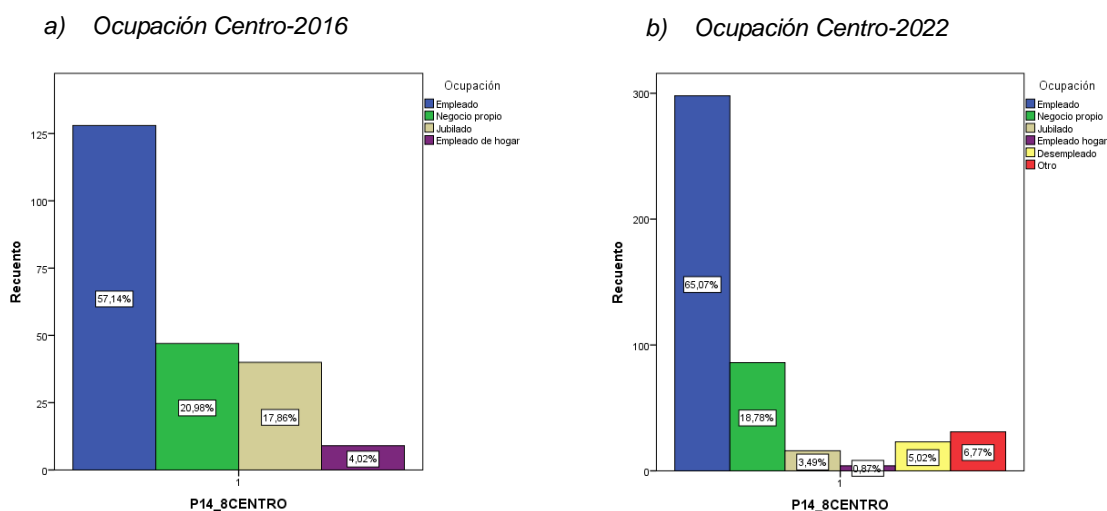 a) Ocupación Centro-2016
Ocupación
Empleado
Negocio propio
Jubilado
Empleado de hogar
Recuento
125
100
75
50
25
0
57,14%
20,98%
17,86%
4,02%
1
P14_8CENTRO
b) Ocupación Centro-2022
Ocupación
Empleado
Negocio propio
Jubilado
Empleado hogar
Desempleado
Otro
Recuento
300
200
100
0
65,07%
18,78%
3,49%
0,87%
5,02%
6,77%
1
P14_8CENTRO